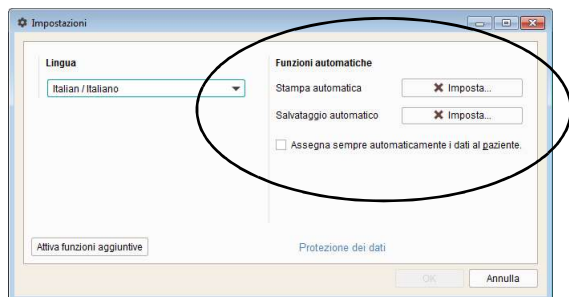 Impostazioni
Lingua
Italian / Italiano
Funzioni automatiche
Stampa automatica
Imposta...
Salvataggio automatico
Imposta...
Assegna sempre automaticamente i dati al paziente.
Attiva funzioni aggiuntive
Protezione dei dati
OK
Annulla